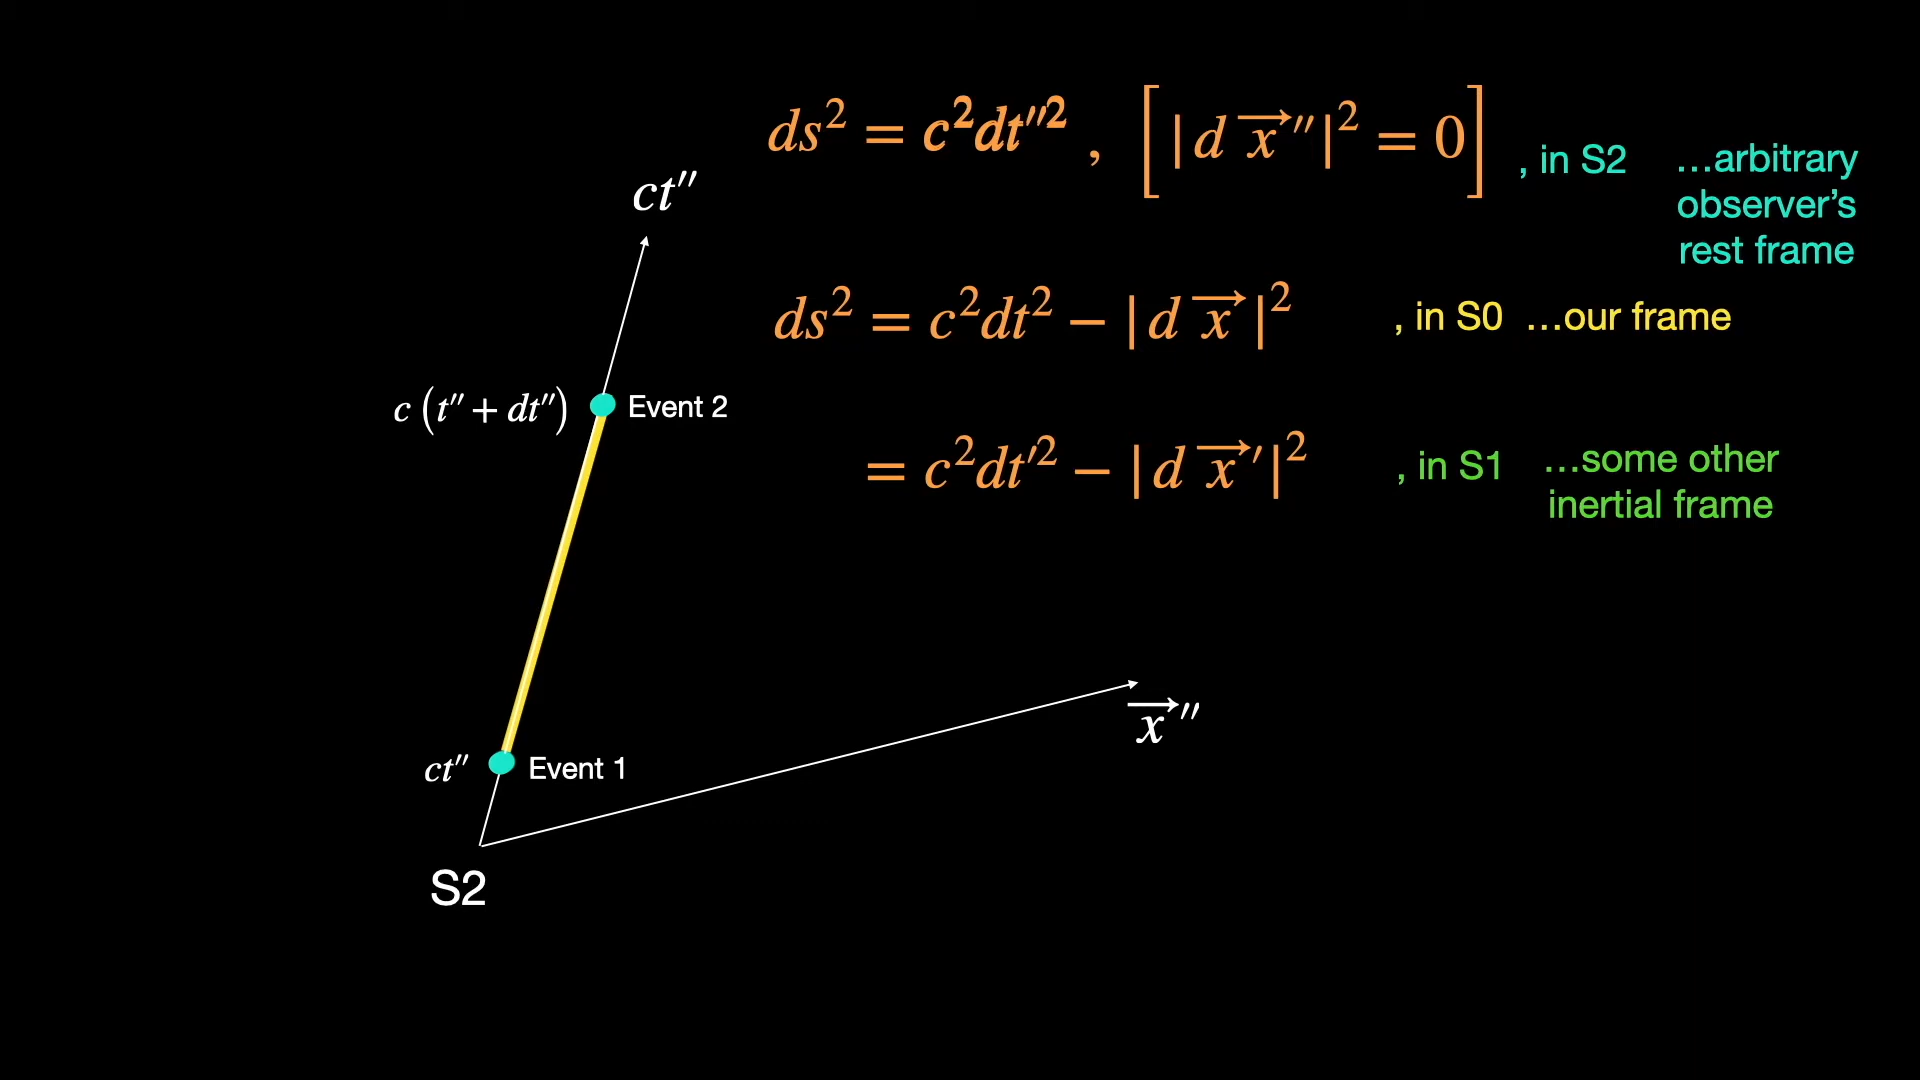 ds² = c²dt″² , [|d x⃗″|² = 0] , in S2 …arbitrary
observer’s
rest frame
ct″
ds² = c²dt² − |d x⃗|² , in S0 …our frame
c (t″ + dt″) Event 2
= c²dt′² − |d x⃗′|² , in S1 …some other
inertial frame
x⃗″
ct″ Event 1
S2